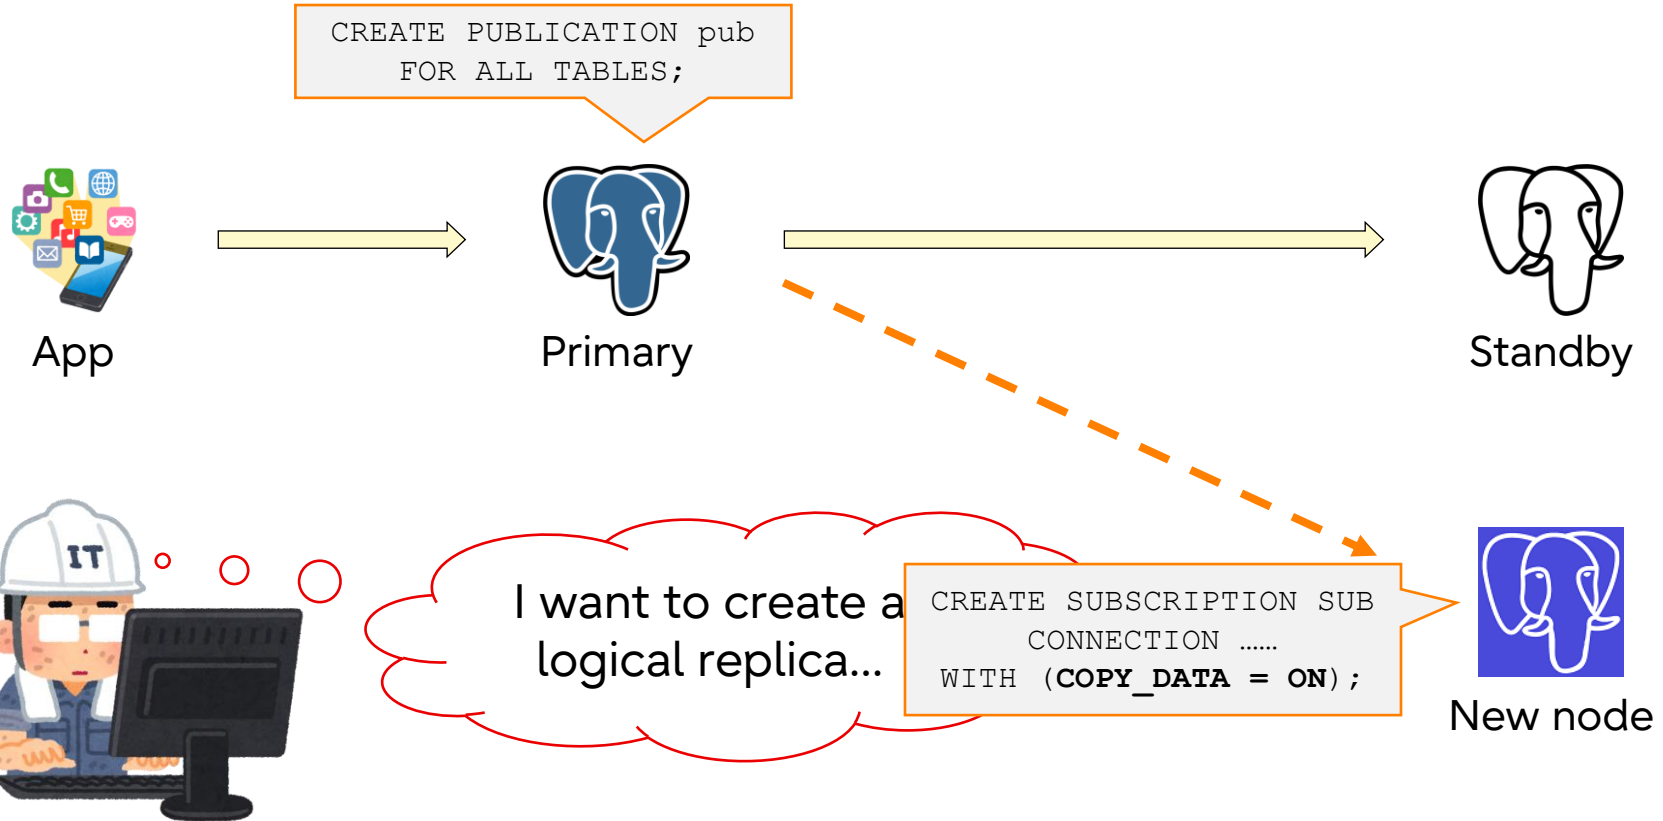 CREATE PUBLICATION pub
FOR ALL TABLES;
App
Primary
Standby
IT
I want to create a
logical replica...
CREATE SUBSCRIPTION SUB
CONNECTION ……
WITH (COPY_DATA = ON);
New node